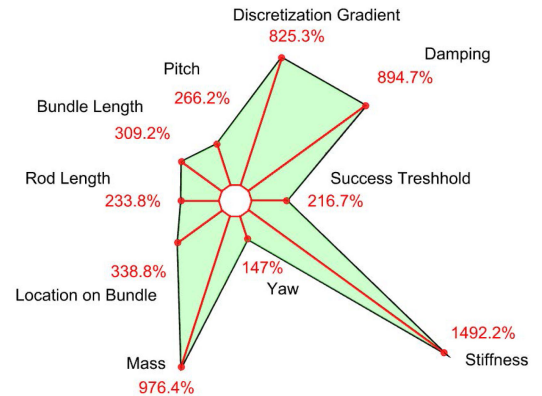 Discretization Gradient
825.3%
Damping
894.7%
Pitch
266.2%
Bundle Length
309.2%
Rod Length
233.8%
Success Treshhold
216.7%
338.8%
Location on Bundle
147%
Yaw
1492.2%
Stiffness
Mass
976.4%